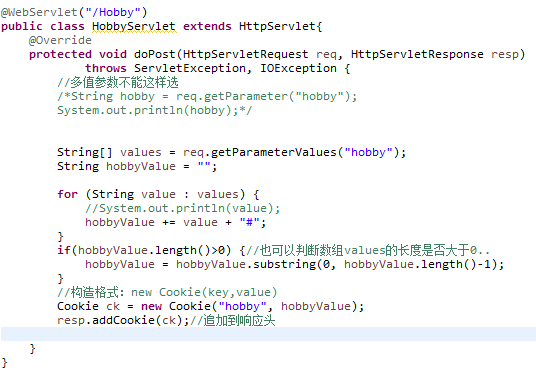 @WebServlet("/Hobby")
public class HobbyServlet extends HttpServlet{
@Override
protected void doPost(HttpServletRequest req, HttpServletResponse resp)
throws ServletException, IOException {
//多值参数不能这样选
/*String hobby = req.getParameter("hobby");
System.out.println(hobby);*/
String[] values = req.getParameterValues("hobby");
String hobbyValue = "";
for (String value : values) {
//System.out.println(value);
hobbyValue += value + "#";
}
if(hobbyValue.length()>0) {//也可以判断数组values的长度是否大于0..
hobbyValue = hobbyValue.substring(0, hobbyValue.length()-1);
}
//构造格式：new Cookie(key,value)
Cookie ck = new Cookie("hobby", hobbyValue);
resp.addCookie(ck);//追加到响应头
}
}